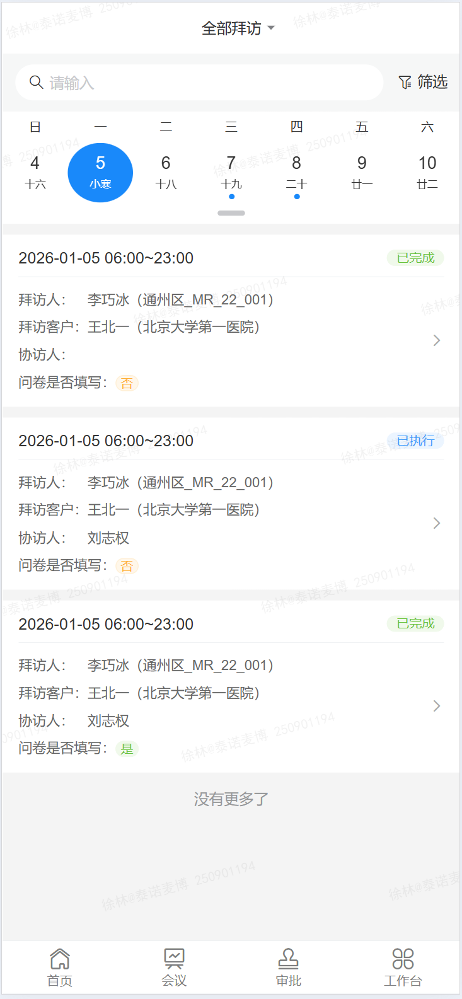 全部拜访
请输入
筛选
日 一 二 三 四 五 六
4 5 6 7 8 9 10
十六 小寒 十八 十九 二十 廿一 廿二
2026-01-05 06:00~23:00 已完成
拜访人： 李巧冰（通州区_MR_22_001）
拜访客户：王北一（北京大学第一医院）
协访人：
问卷是否填写：否
2026-01-05 06:00~23:00 已执行
拜访人： 李巧冰（通州区_MR_22_001）
拜访客户：王北一（北京大学第一医院）
协访人： 刘志权
问卷是否填写：否
2026-01-05 06:00~23:00 已完成
拜访人： 李巧冰（通州区_MR_22_001）
拜访客户：王北一（北京大学第一医院）
协访人： 刘志权
问卷是否填写：是
没有更多了
徐林@泰诺麦博 250901194
首页 会议 审批 工作台